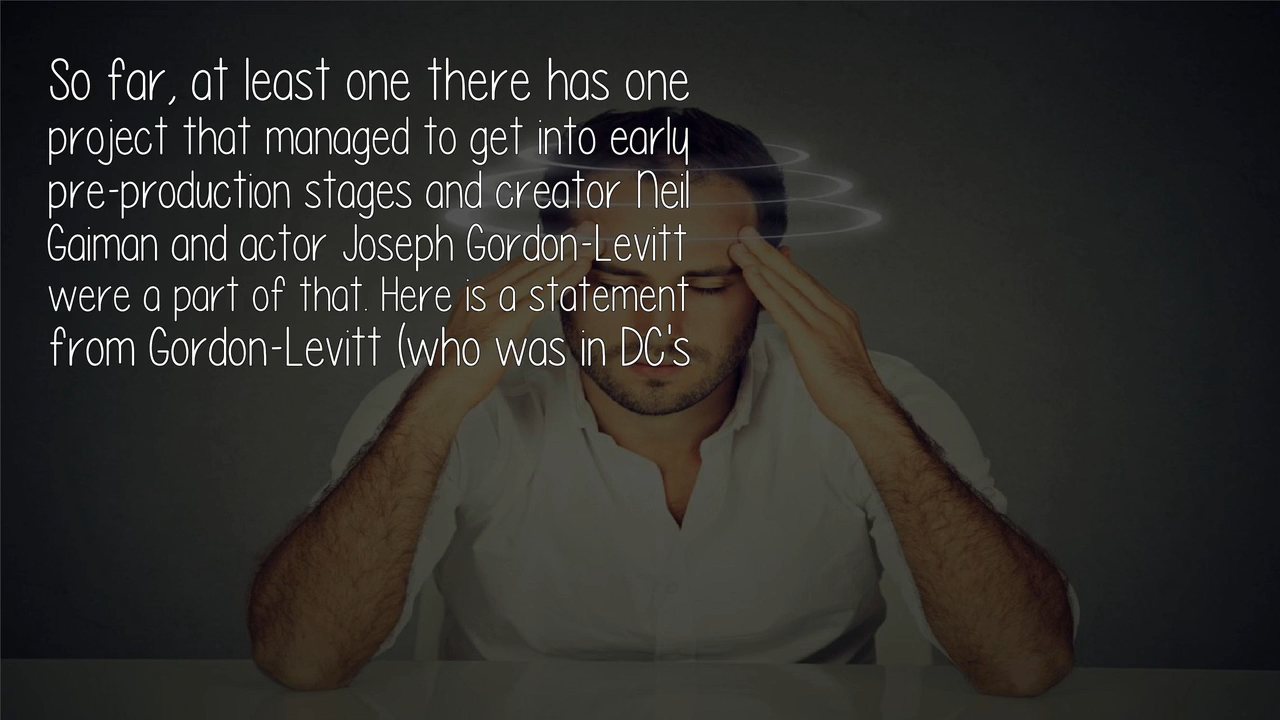 So far, at least one there has one
project that managed to get into early
pre-production stages and creator Neil
Gaiman and actor Joseph Gordon-Levitt
were a part of that. Here is a statement
from Gordon-Levitt (who was in DC's